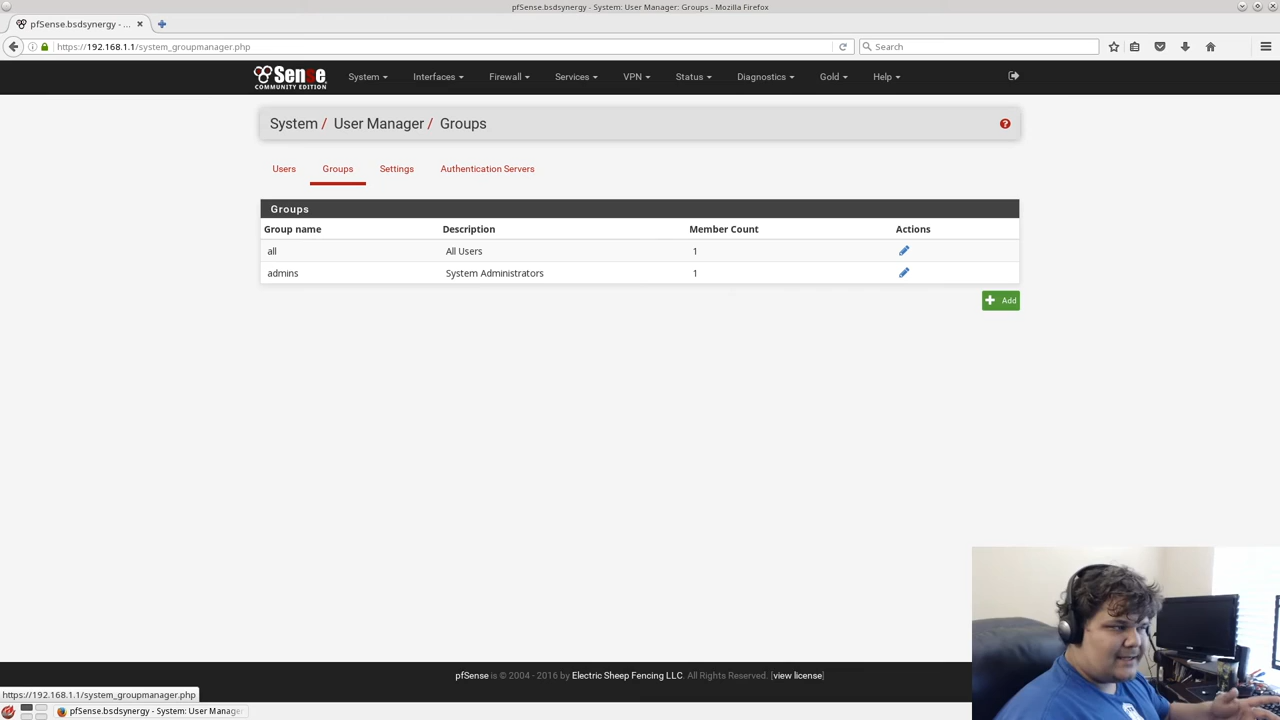 pfSense.bsdsynergy - System: User Manager: Groups - Mozilla Firefox
pfSense.bsdsynergy - ...
https://192.168.1.1/system_groupmanager.php
Search
Sense
COMMUNITY EDITION
System
Interfaces
Firewall
Services
VPN
Status
Diagnostics
Gold
Help
System / User Manager / Groups
Users
Groups
Settings
Authentication Servers
Groups
Group name Description Member Count Actions
all All Users 1
admins System Administrators 1
Add
pfSense is © 2004 - 2016 by Electric Sheep Fencing LLC. All Rights Reserved. [view license]
https://192.168.1.1/system_groupmanager.php
pfSense.bsdsynergy - System: User Manager